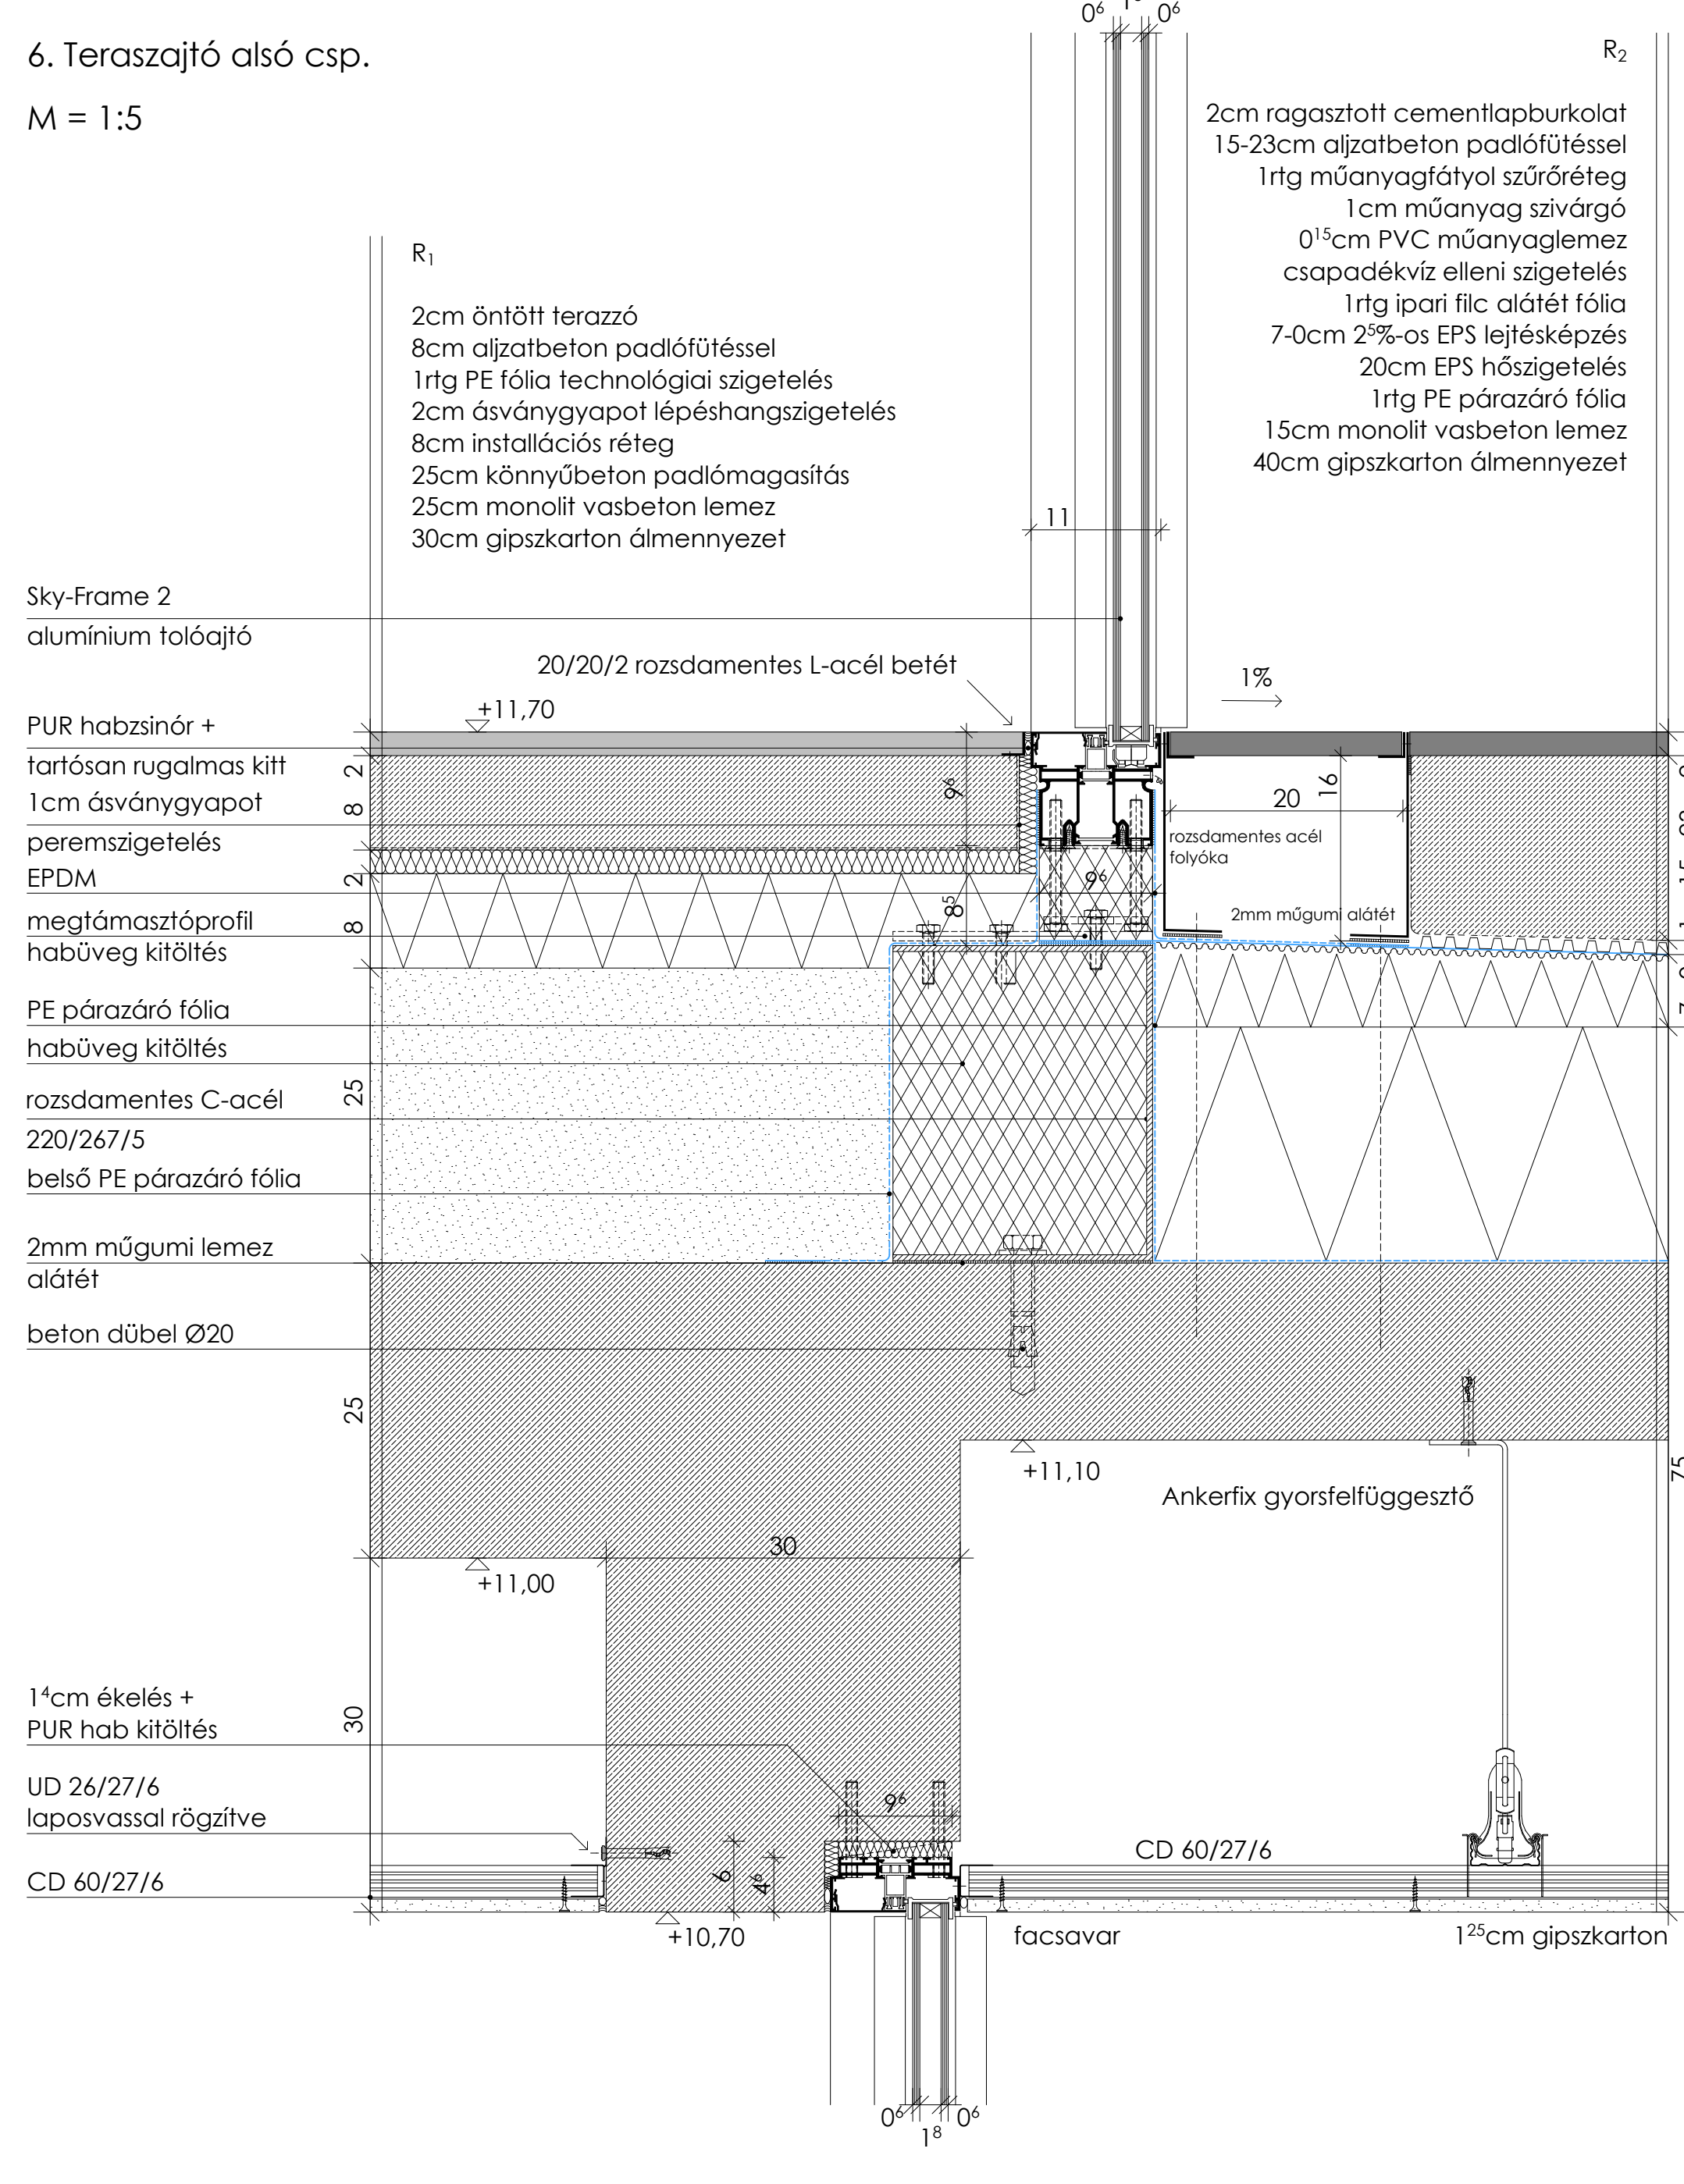 6. Teraszajtó alsó csp.
M = 1:5
0⁶
0⁶
R₂
2cm ragasztott cementlapburkolat
15-23cm aljzatbeton padlófütéssel
1rtg műanyagfátyol szűrőréteg
1cm műanyag szivárgó
0¹⁵cm PVC műanyaglemez
csapadékvíz elleni szigetelés
1rtg ipari filc alátét fólia
7-0cm 2⁵%-os EPS lejtésképzés
20cm EPS hőszigetelés
1rtg PE párazáró fólia
15cm monolit vasbeton lemez
40cm gipszkarton álmennyezet
R₁
2cm öntött terazzó
8cm aljzatbeton padlófütéssel
1rtg PE fólia technológiai szigetelés
2cm ásványgyapot lépéshangszigetelés
8cm installációs réteg
25cm könnyűbeton padlómagasítás
25cm monolit vasbeton lemez
30cm gipszkarton álmennyezet
11
Sky-Frame 2
alumínium tolóajtó
20/20/2 rozsdamentes L-acél betét
1%
+11,70
PUR habzsinór +
tartósan rugalmas kitt
1cm ásványgyapot
peremszigetelés
EPDM
megtámasztóprofil
habüveg kitöltés
PE párazáró fólia
habüveg kitöltés
rozsdamentes C-acél
220/267/5
belső PE párazáró fólia
2mm műgumi lemez
alátét
beton dübel Ø20
2
8
2
8
25
25
30
9⁶
8⁵
9⁶
16
20
rozsdamentes acél
folyóka
2mm műgumi alátét
+11,10
Ankerfix gyorsfelfüggesztő
75
30
+11,00
1⁴cm ékelés +
PUR hab kitöltés
UD 26/27/6
laposvassal rögzítve
CD 60/27/6
9⁶
6
4⁶
CD 60/27/6
+10,70
facsavar
1²⁵cm gipszkarton
0⁶
0⁶
1⁸